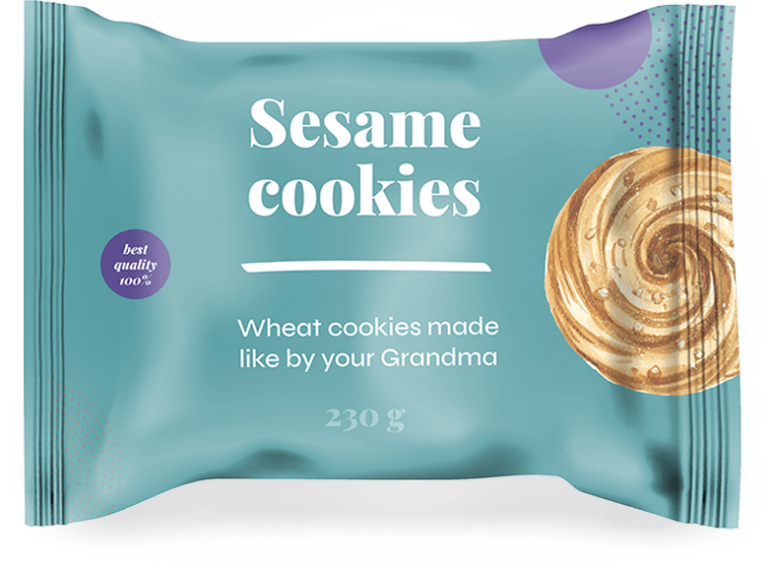 Sesame
cookies
best
quality
100%
Wheat cookies made
like by your Grandma
230 g